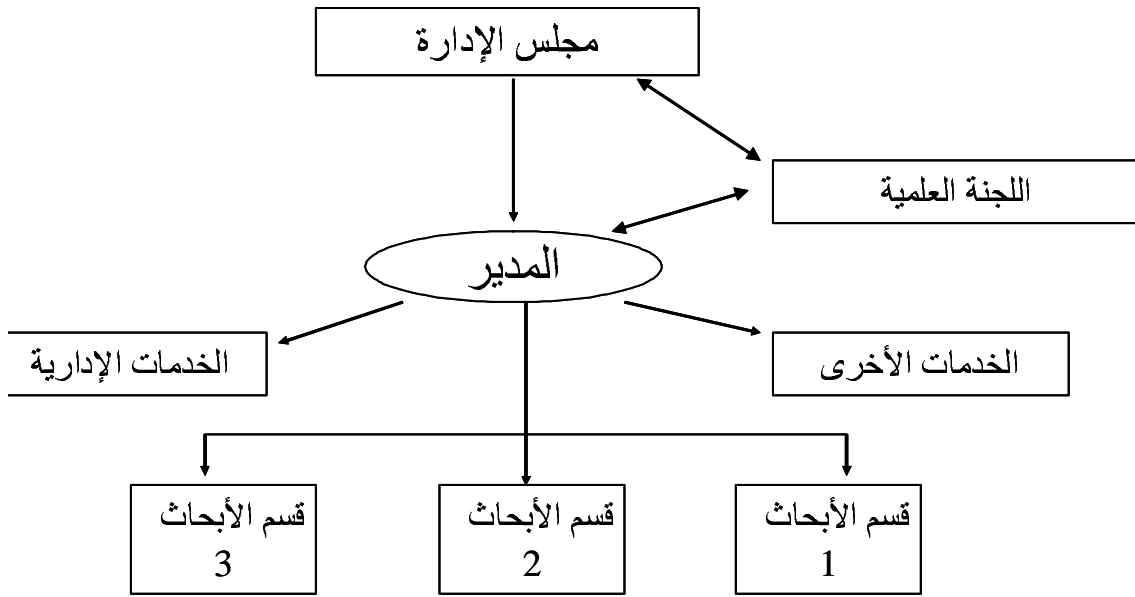 مجلس الإدارة
اللجنة العلمية
المدير
الخدمات الأخرى
الخدمات الإدارية
قسم الأبحاث
1
قسم الأبحاث
2
قسم الأبحاث
3